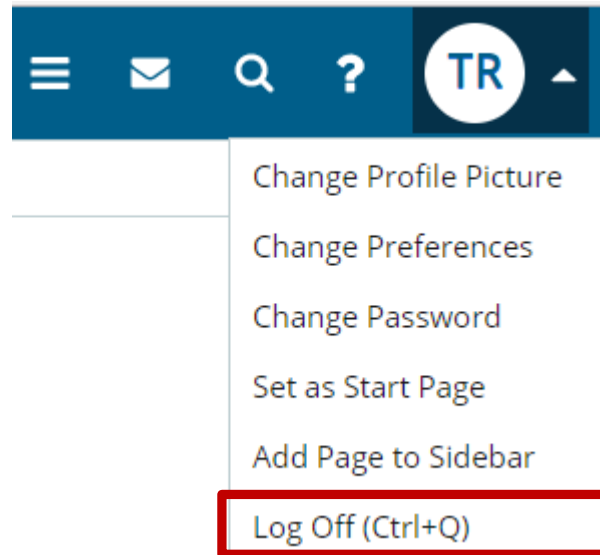 ?
TR
Change Profile Picture
Change Preferences
Change Password
Set as Start Page
Add Page to Sidebar
Log Off (Ctrl+Q)